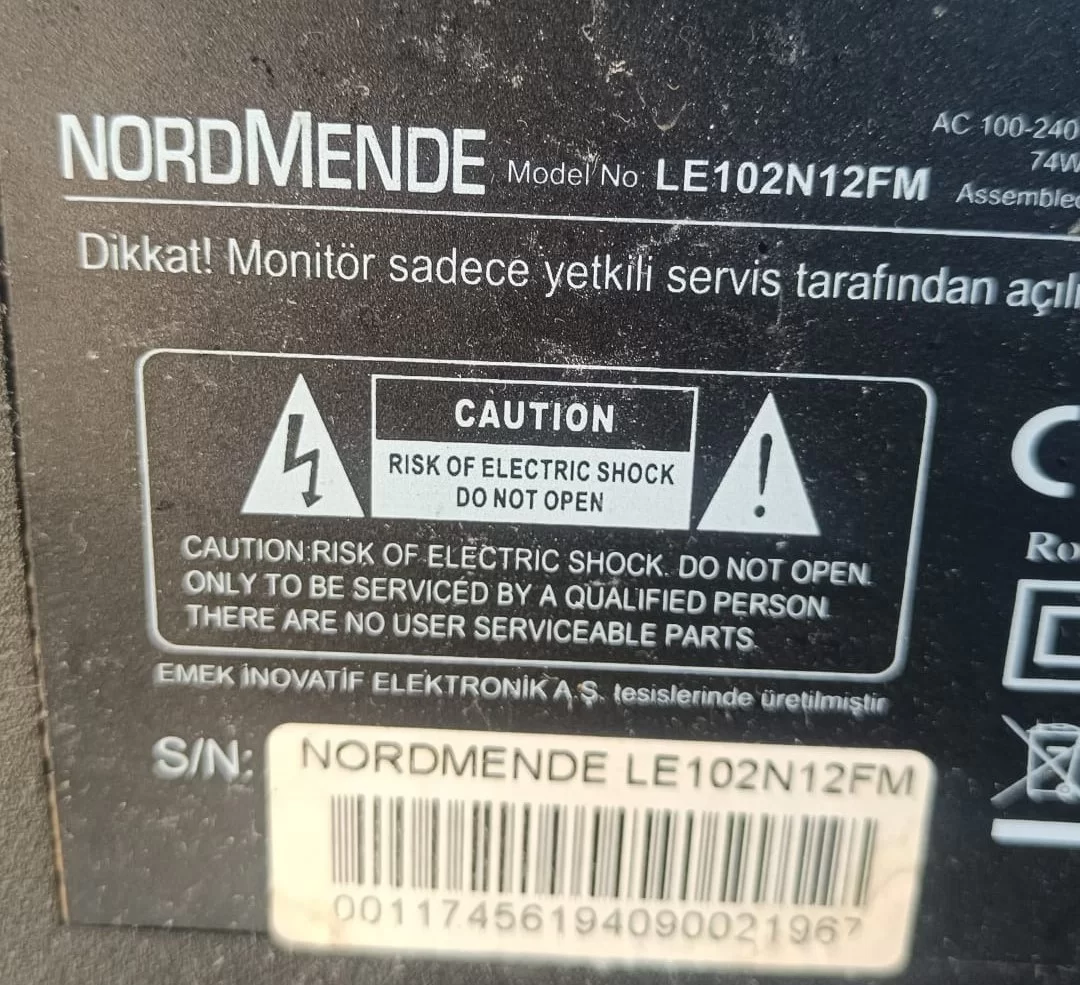 NORDMENDE Model No LE102N12FM
AC 100-240
74W
Assembled
Dikkat! Monitör sadece yetkili servis tarafından açılı
CAUTION
RISK OF ELECTRIC SHOCK
DO NOT OPEN
CAUTION:RISK OF ELECTRIC SHOCK. DO NOT OPEN.
ONLY TO BE SERVICED BY A QUALIFIED PERSON.
THERE ARE NO USER SERVICEABLE PARTS.
Ro
EMEK İNOVATİF ELEKTRONİK A.Ş. tesislerinde üretilmiştir
S/N:
NORDMENDE LE102N12FM
00117456194090021967